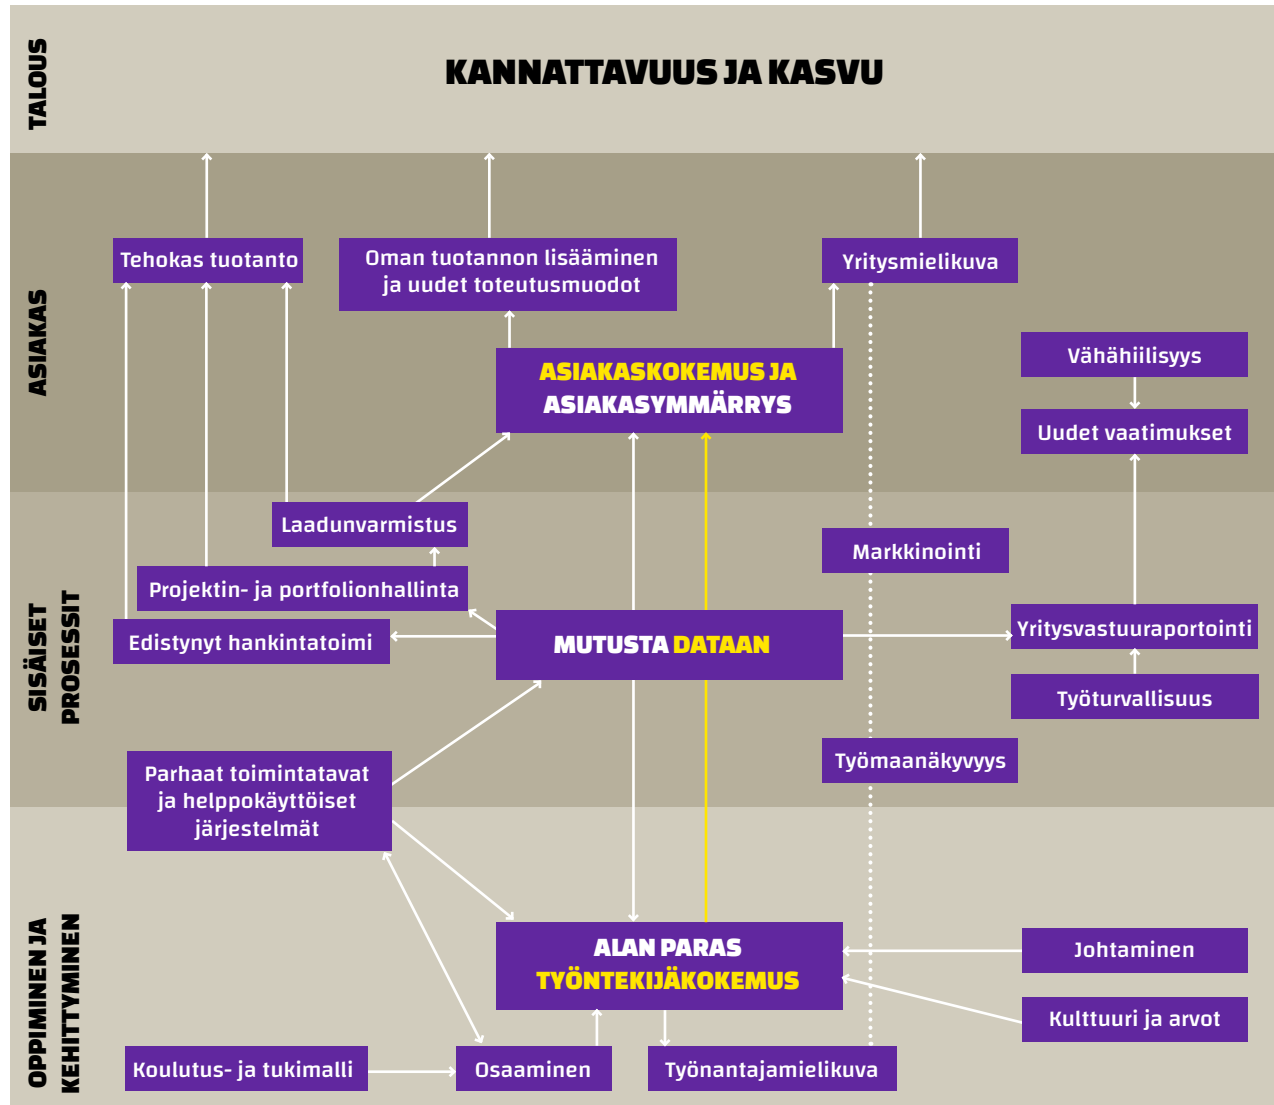 TALOUS
KANNATTAVUUS JA KASVU
ASIAKAS
Tehokas tuotanto
Oman tuotannon lisääminen
ja uudet toteutusmuodot
Yritysmielikuva
ASIAKASKOKEMUS JA
ASIAKASYMMÄRRYS
Vähähiilisyys
Uudet vaatimukset
SISÄISET
PROSESSIT
Laadunvarmistus
Markkinointi
Projektin- ja portfolionhallinta
Edistynyt hankintatoimi
MUTUSTA DATAAN
Yritysvastuuraportointi
Työturvallisuus
Työmaanäkyvyys
Parhaat toimintatavat
ja helppokäyttöiset
järjestelmät
OPPIMINEN JA
KEHITTYMINEN
ALAN PARAS
TYÖNTEKIJÄKOKEMUS
Johtaminen
Kulttuuri ja arvot
Koulutus- ja tukimalli
Osaaminen
Työnantajamielikuva